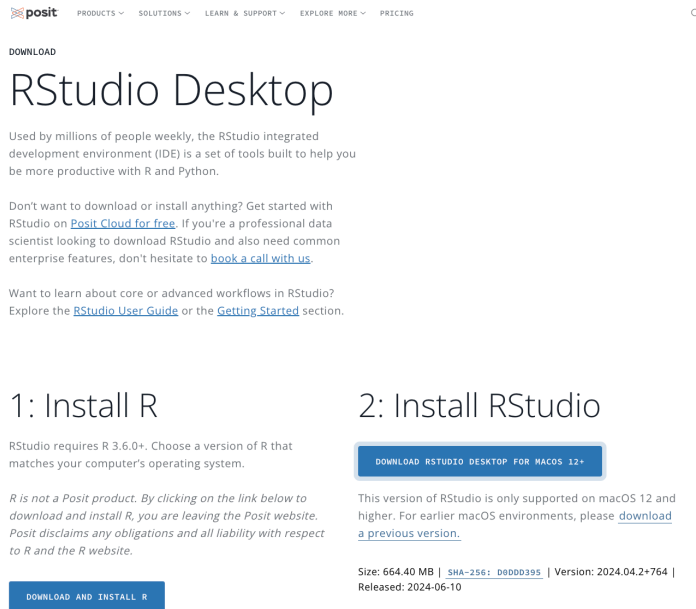 posit
PRODUCTS
SOLUTIONS
LEARN & SUPPORT
EXPLORE MORE
PRICING
DOWNLOAD
RStudio Desktop
Used by millions of people weekly, the RStudio integrated
development environment (IDE) is a set of tools built to help you
be more productive with R and Python.
Don’t want to download or install anything? Get started with
RStudio on Posit Cloud for free. If you're a professional data
scientist looking to download RStudio and also need common
enterprise features, don't hesitate to book a call with us.
Want to learn about core or advanced workflows in RStudio?
Explore the RStudio User Guide or the Getting Started section.
1: Install R
RStudio requires R 3.6.0+. Choose a version of R that
matches your computer’s operating system.
R is not a Posit product. By clicking on the link below to
download and install R, you are leaving the Posit website.
Posit disclaims any obligations and all liability with respect
to R and the R website.
DOWNLOAD AND INSTALL R
2: Install RStudio
DOWNLOAD RSTUDIO DESKTOP FOR MACOS 12+
This version of RStudio is only supported on macOS 12 and
higher. For earlier macOS environments, please download
a previous version.
Size: 664.40 MB | SHA-256: D0DDD395 | Version: 2024.04.2+764 |
Released: 2024-06-10